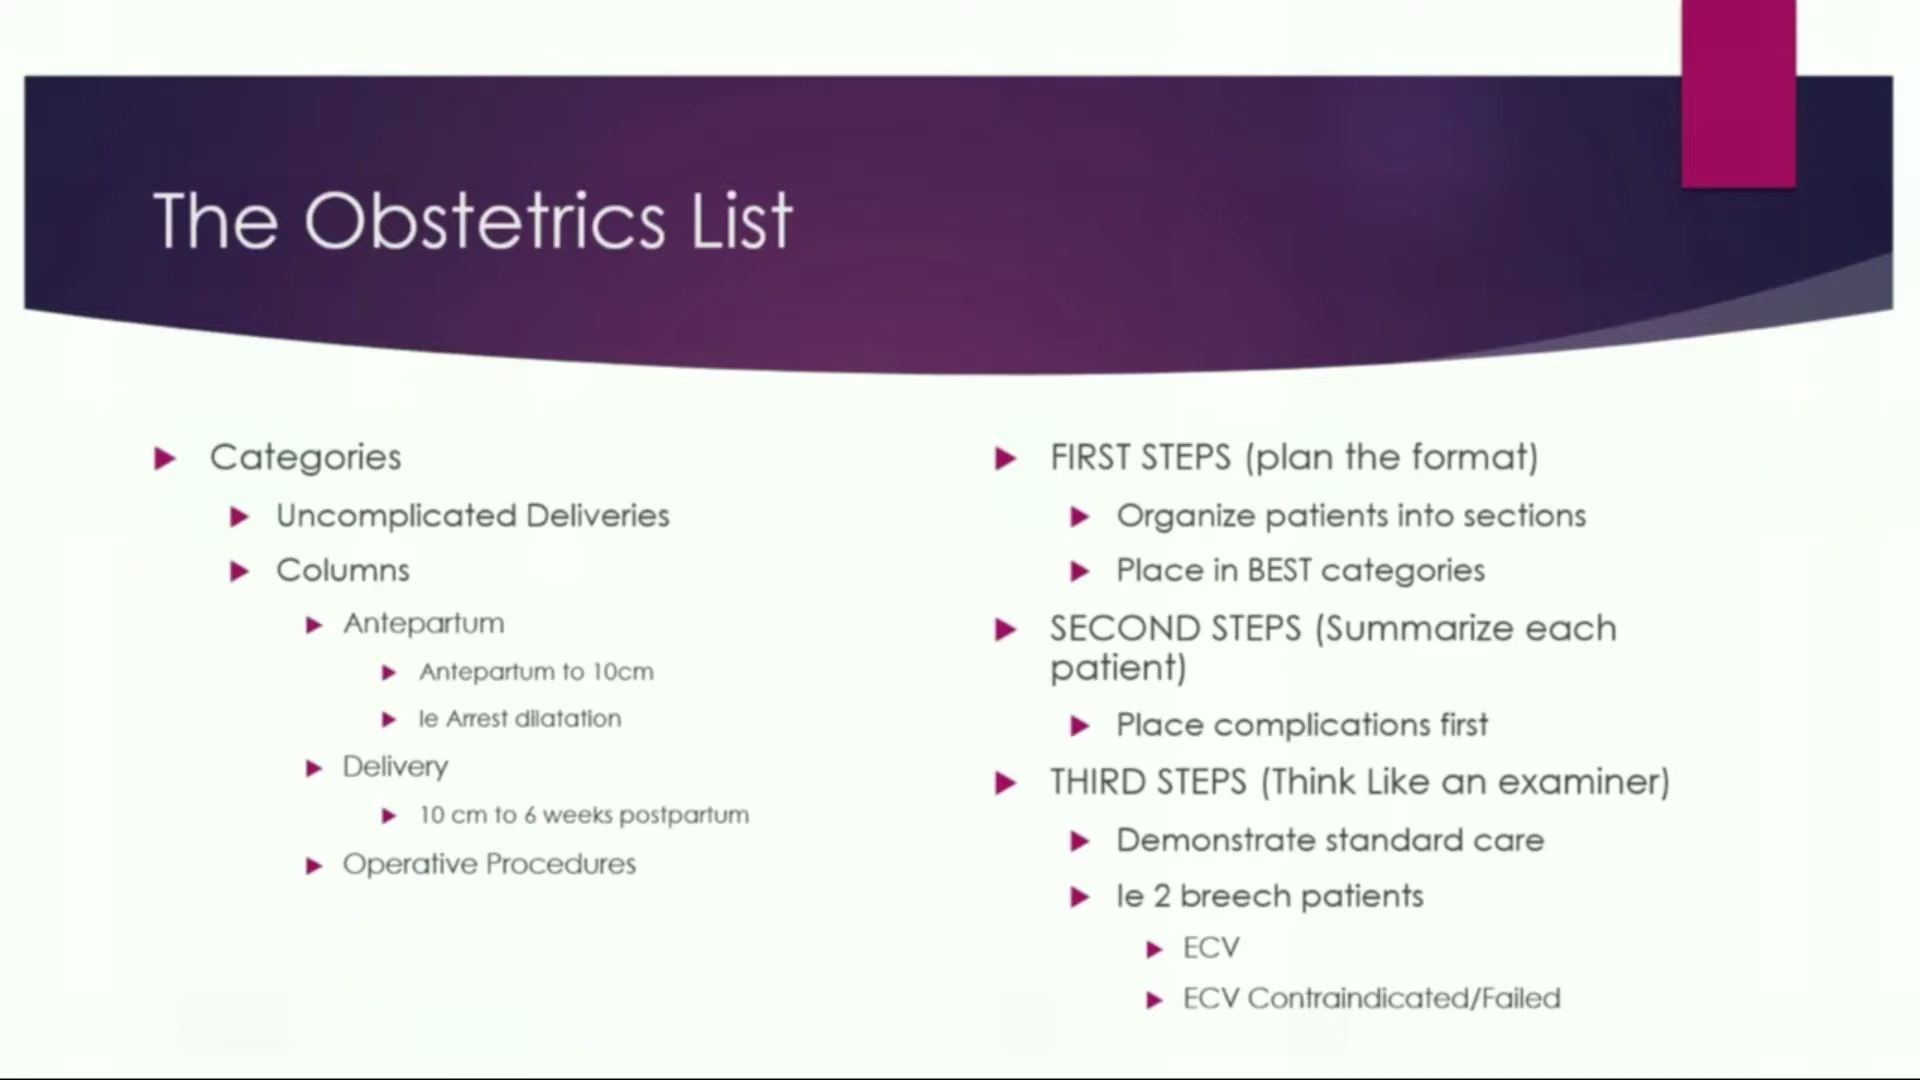 The Obstetrics List
Categories
Uncomplicated Deliveries
Columns
Antepartum
Antepartum to 10cm
Ie Arrest dilatation
Delivery
10 cm to 6 weeks postpartum
Operative Procedures
FIRST STEPS (plan the format)
Organize patients into sections
Place in BEST categories
SECOND STEPS (Summarize each
patient)
Place complications first
THIRD STEPS (Think Like an examiner)
Demonstrate standard care
Ie 2 breech patients
ECV
ECV Contraindicated/Failed